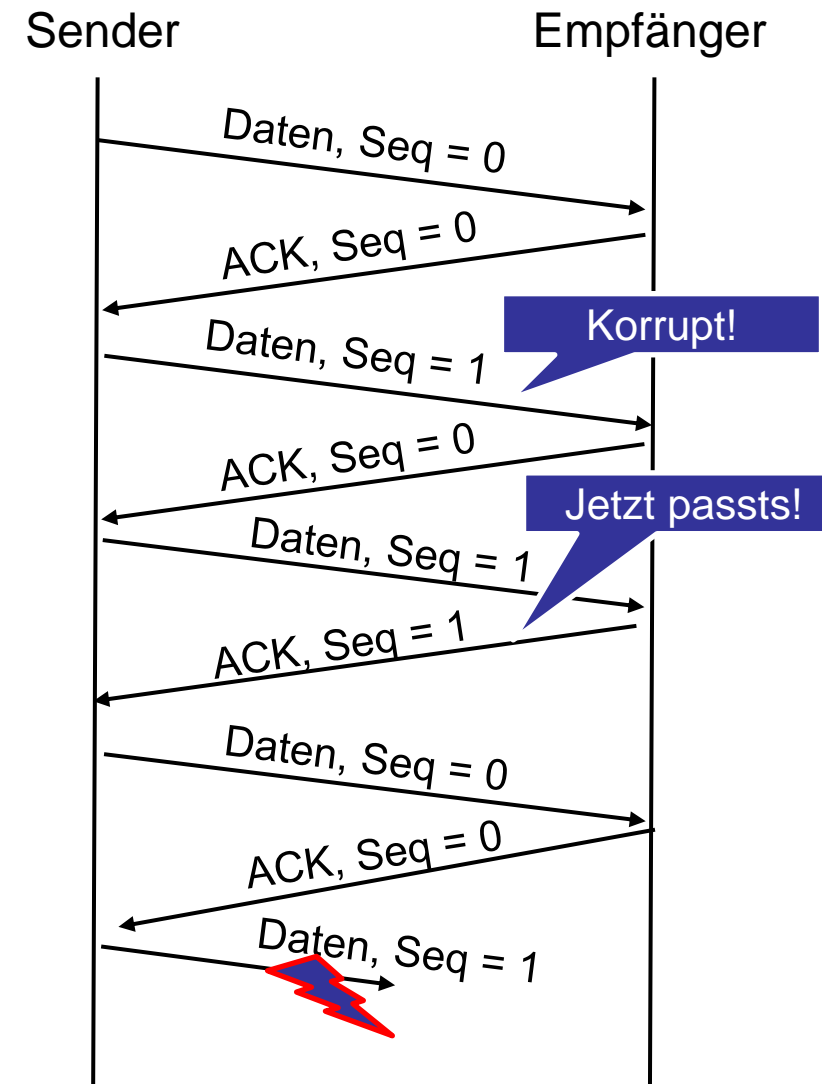 Sender
Empfänger
Daten, Seq = 0
ACK, Seq = 0
Korrupt!
Daten, Seq = 1
ACK, Seq = 0
Jetzt passts!
Daten, Seq = 1
ACK, Seq = 1
Daten, Seq = 0
ACK, Seq = 0
Daten, Seq = 1